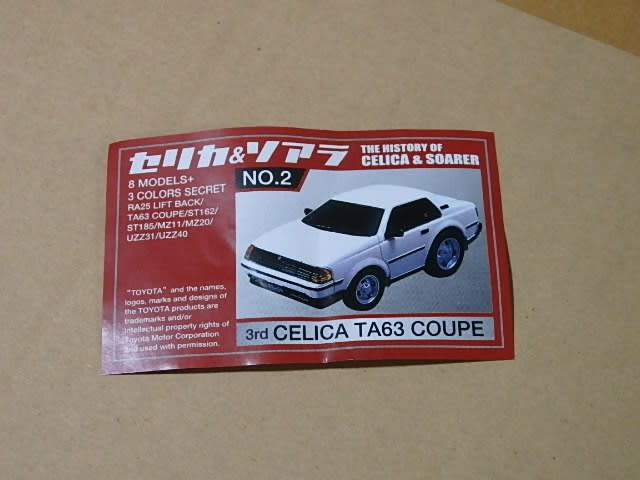 セリカ&ソアラ
THE HISTORY OF
CELICA & SOARER
8 MODELS+
3 COLORS SECRET
RA25 LIFT BACK/
TA63 COUPE/ST162/
ST185/MZ11/MZ20/
UZZ31/UZZ40
NO.2
"TOYOTA" and the names,
logos, marks and designs of
the TOYOTA products are
trademarks and/or
intellectual property rights of
Toyota Motor Corporation
and used with permission.
3rd CELICA TA63 COUPE